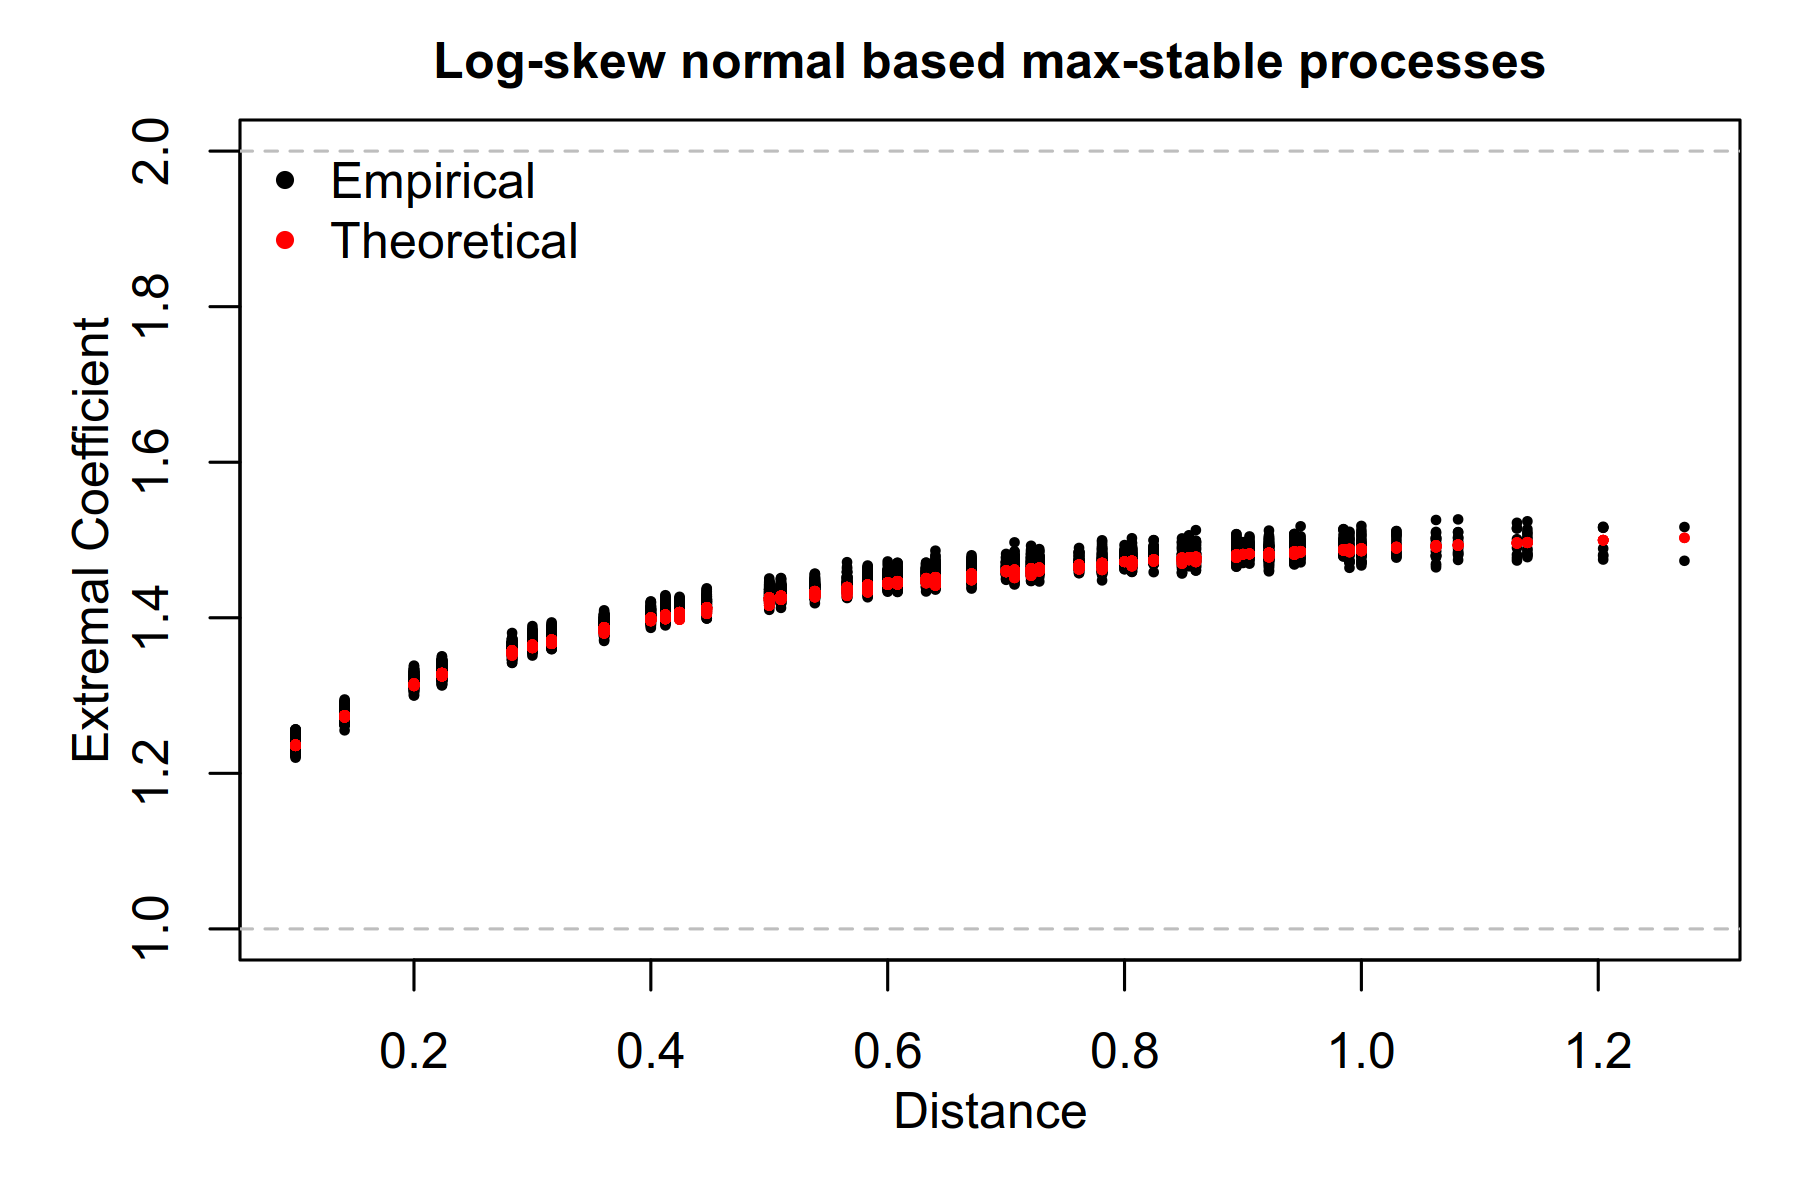 Log-skew normal based max-stable processes
Empirical
Theoretical
Extremal Coefficient
2.0
1.8
1.6
1.4
1.2
1.0
0.2 0.4 0.6 0.8 1.0 1.2
Distance